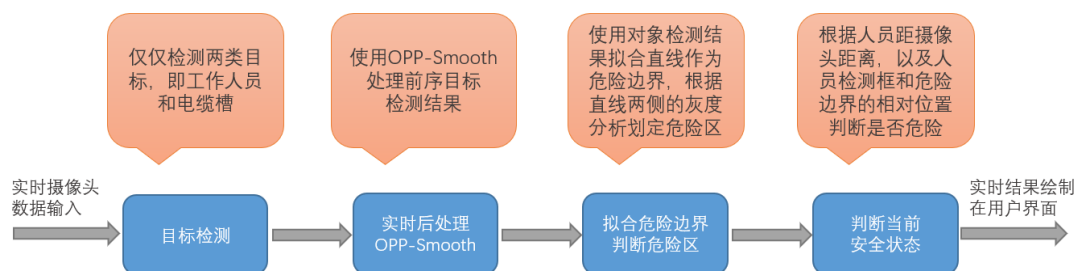 仅仅检测两类目
标，即工作人员
和电缆槽
使用OPP-Smooth
处理前序目标
检测结果
使用对象检测结
果拟合直线作为
危险边界，根据
直线两侧的灰度
分析划定危险区
根据人员距摄像
头距离，以及人
员检测框和危险
边界的相对位置
判断是否危险
实时摄像头
数据输入
目标检测
实时后处理
OPP-Smooth
拟合危险边界
判断危险区
判断当前
安全状态
实时结果绘制
在用户界面